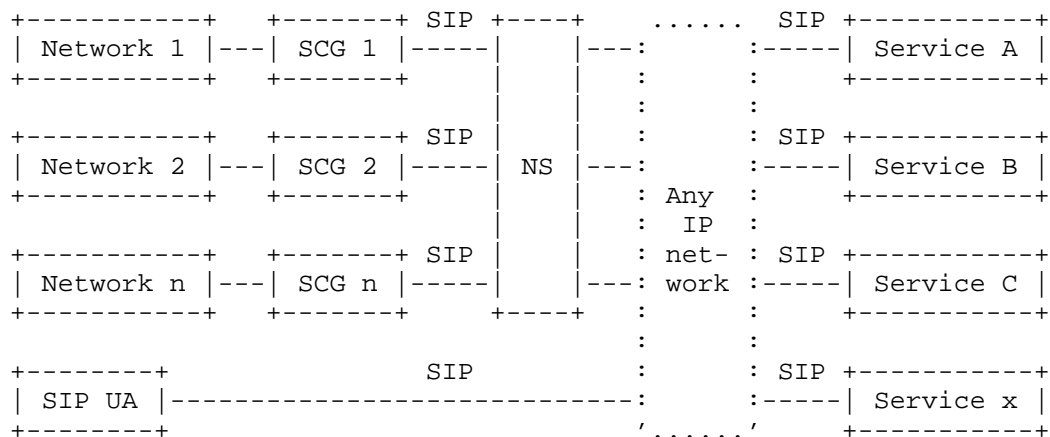 SIP ...... SIP
Network 1 SCG 1 Service A
SIP SIP
Network 2 SCG 2 NS Service B
Any
IP
SIP net- SIP
Network n SCG n work Service C
SIP SIP
SIP UA Service x